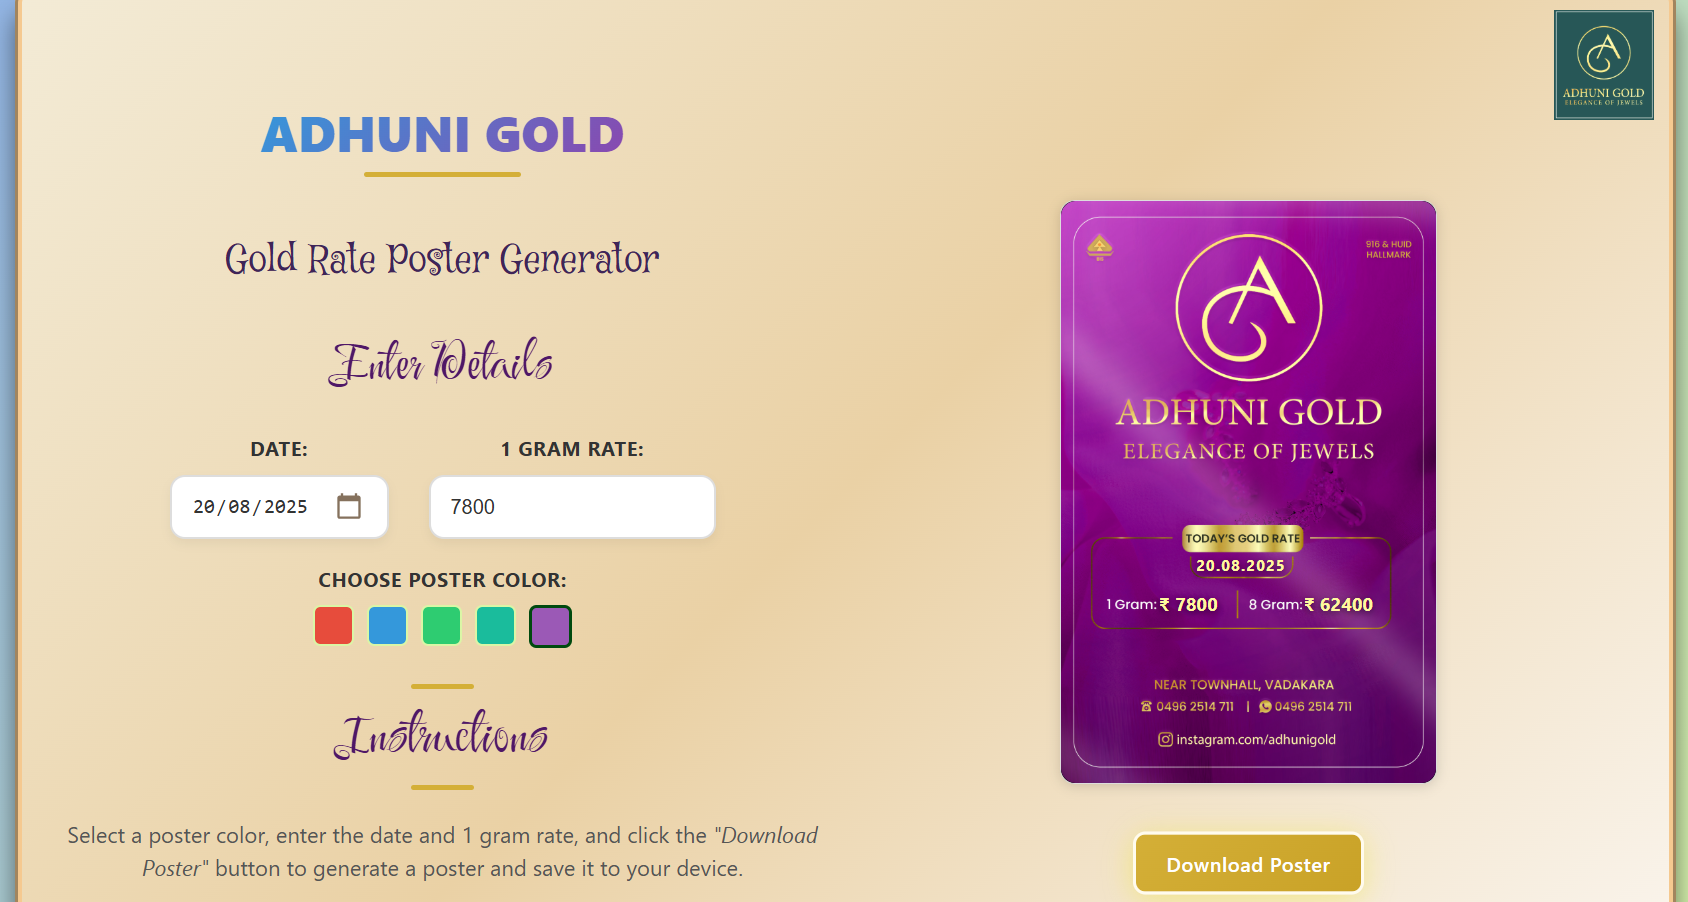 ADHUNI GOLD
ELEGANCE OF JEWELS
ADHUNI GOLD
Gold Rate Poster Generator
Enter Details
DATE:
1 GRAM RATE:
20/08/2025
7800
CHOOSE POSTER COLOR:
Instructions
Select a poster color, enter the date and 1 gram rate, and click the "Download
Poster" button to generate a poster and save it to your device.
916 & HUID
HALLMARK
ADHUNI GOLD
ELEGANCE OF JEWELS
TODAY'S GOLD RATE
20.08.2025
1 Gram: ₹ 7800
8 Gram: ₹ 62400
NEAR TOWNHALL, VADAKARA
0496 2514 711 | 0496 2514 711
instagram.com/adhunigold
Download Poster